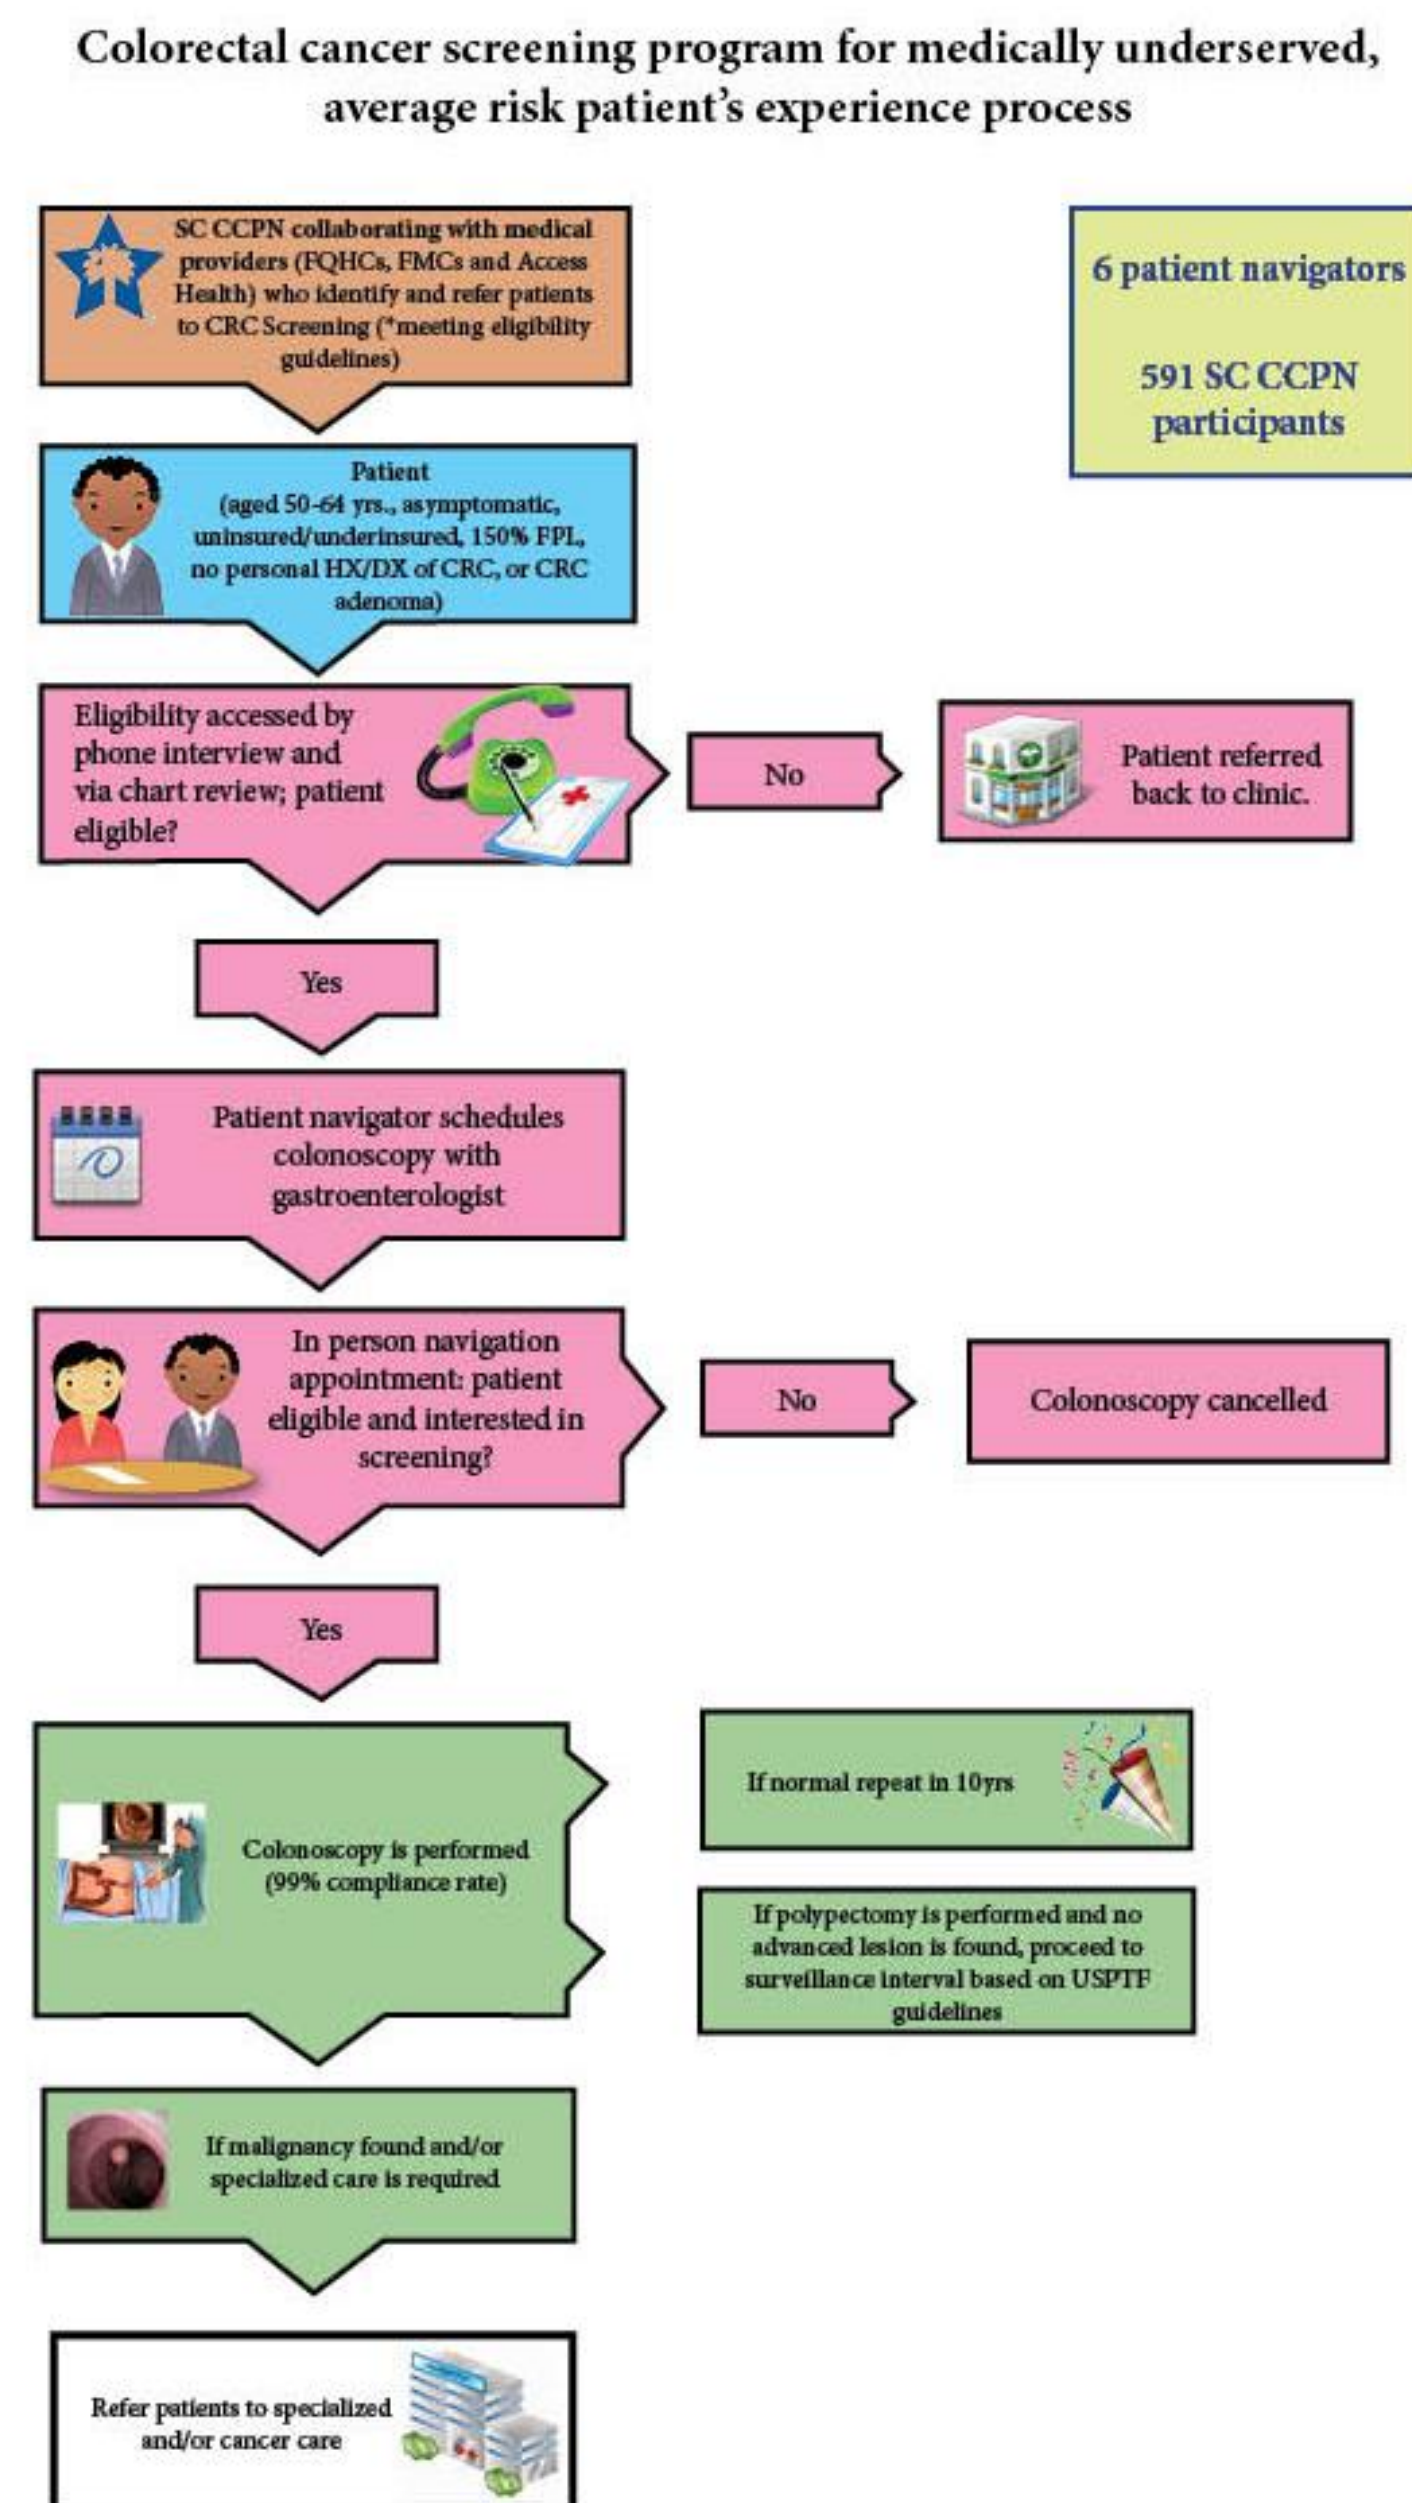 Colorectal cancer screening program for medically underserved,
average risk patient's experience process
SC CCPN collaborating with medical
providers (FQHCs, FMCs and Access
Health) who identify and refer patients
to CRC Screening (*meeting eligibility
guidelines)
6 patient navigators
591 SC CCPN
participants
Patient
(aged 50-64 yrs., asymptomatic,
uninsured/underinsured, 150% FPL,
no personal HX/DX of CRC, or CRC
adenoma)
Eligibility accessed by
phone interview and
via chart review; patient
eligible?
No
Patient referred
back to clinic.
Yes
Patient navigator schedules
colonoscopy with
gastroenterologist
In person navigation
appointment: patient
eligible and interested in
screening?
No
Colonoscopy cancelled
Yes
Colonoscopy is performed
(99% compliance rate)
If normal repeat in 10yrs
If polypectomy is performed and no
advanced lesion is found, proceed to
surveillance interval based on USPTF
guidelines
If malignancy found and/or
specialized care is required
Refer patients to specialized
and/or cancer care